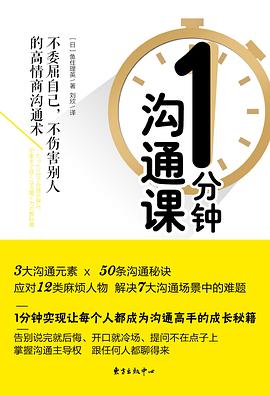 1分钟
沟通课
不委屈自己，不伤害别人
的高情商沟通术
［日］鱼住理英／著 刘欣／译
3大沟通元素 x 50条沟通秘诀
应对12类麻烦人物 解决7大沟通场景中的难题
1分钟实现让每个人都成为沟通高手的成长秘籍
告别说完就后悔、开口就冷场、提问不在点子上
掌握沟通主导权 跟任何人都聊得来
东方出版中心